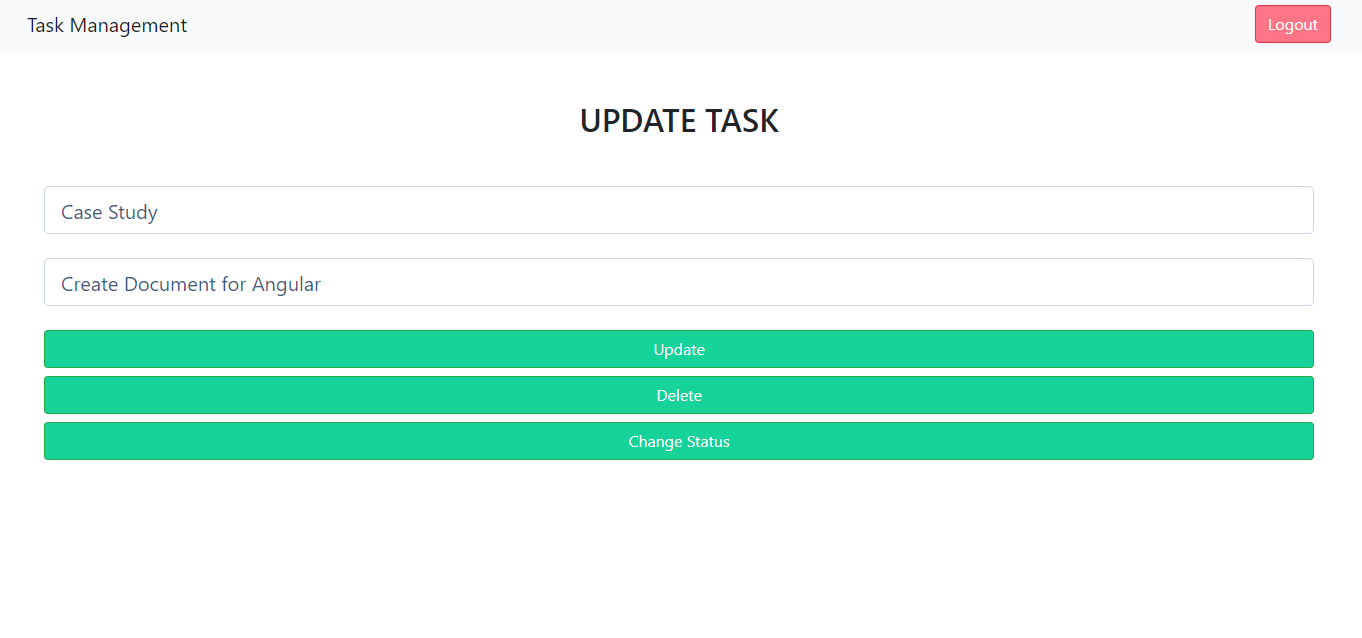 Task Management
Logout
UPDATE TASK
Case Study
Create Document for Angular
Update
Delete
Change Status